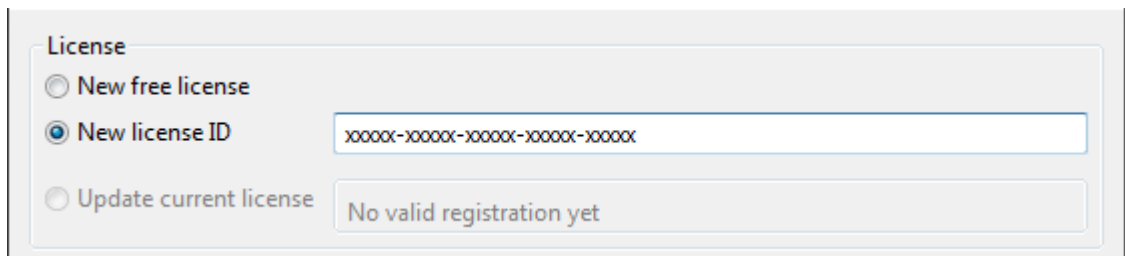 License
New free license
New license ID
xxxxx-xxxxx-xxxxx-xxxxx-xxxxx
Update current license
No valid registration yet